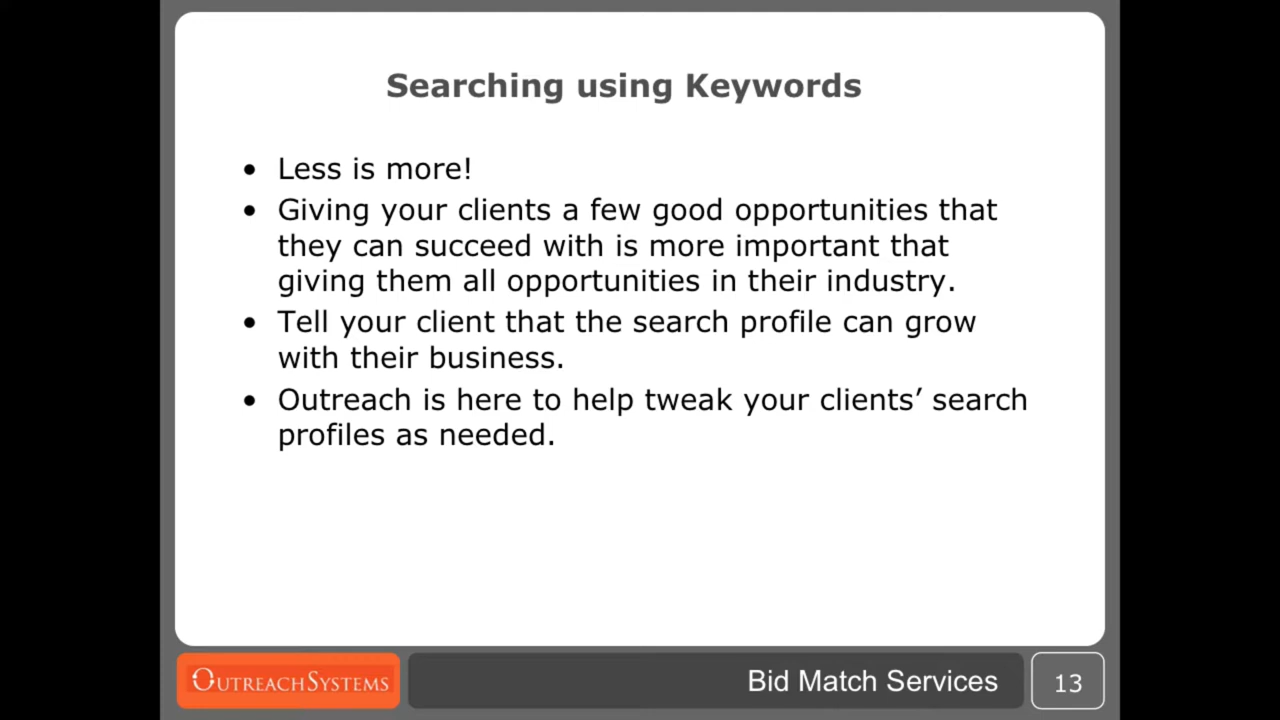 Searching using Keywords
• Less is more!
• Giving your clients a few good opportunities that
they can succeed with is more important that
giving them all opportunities in their industry.
• Tell your client that the search profile can grow
with their business.
• Outreach is here to help tweak your clients’ search
profiles as needed.
OUTREACHSYSTEMS
Bid Match Services
13